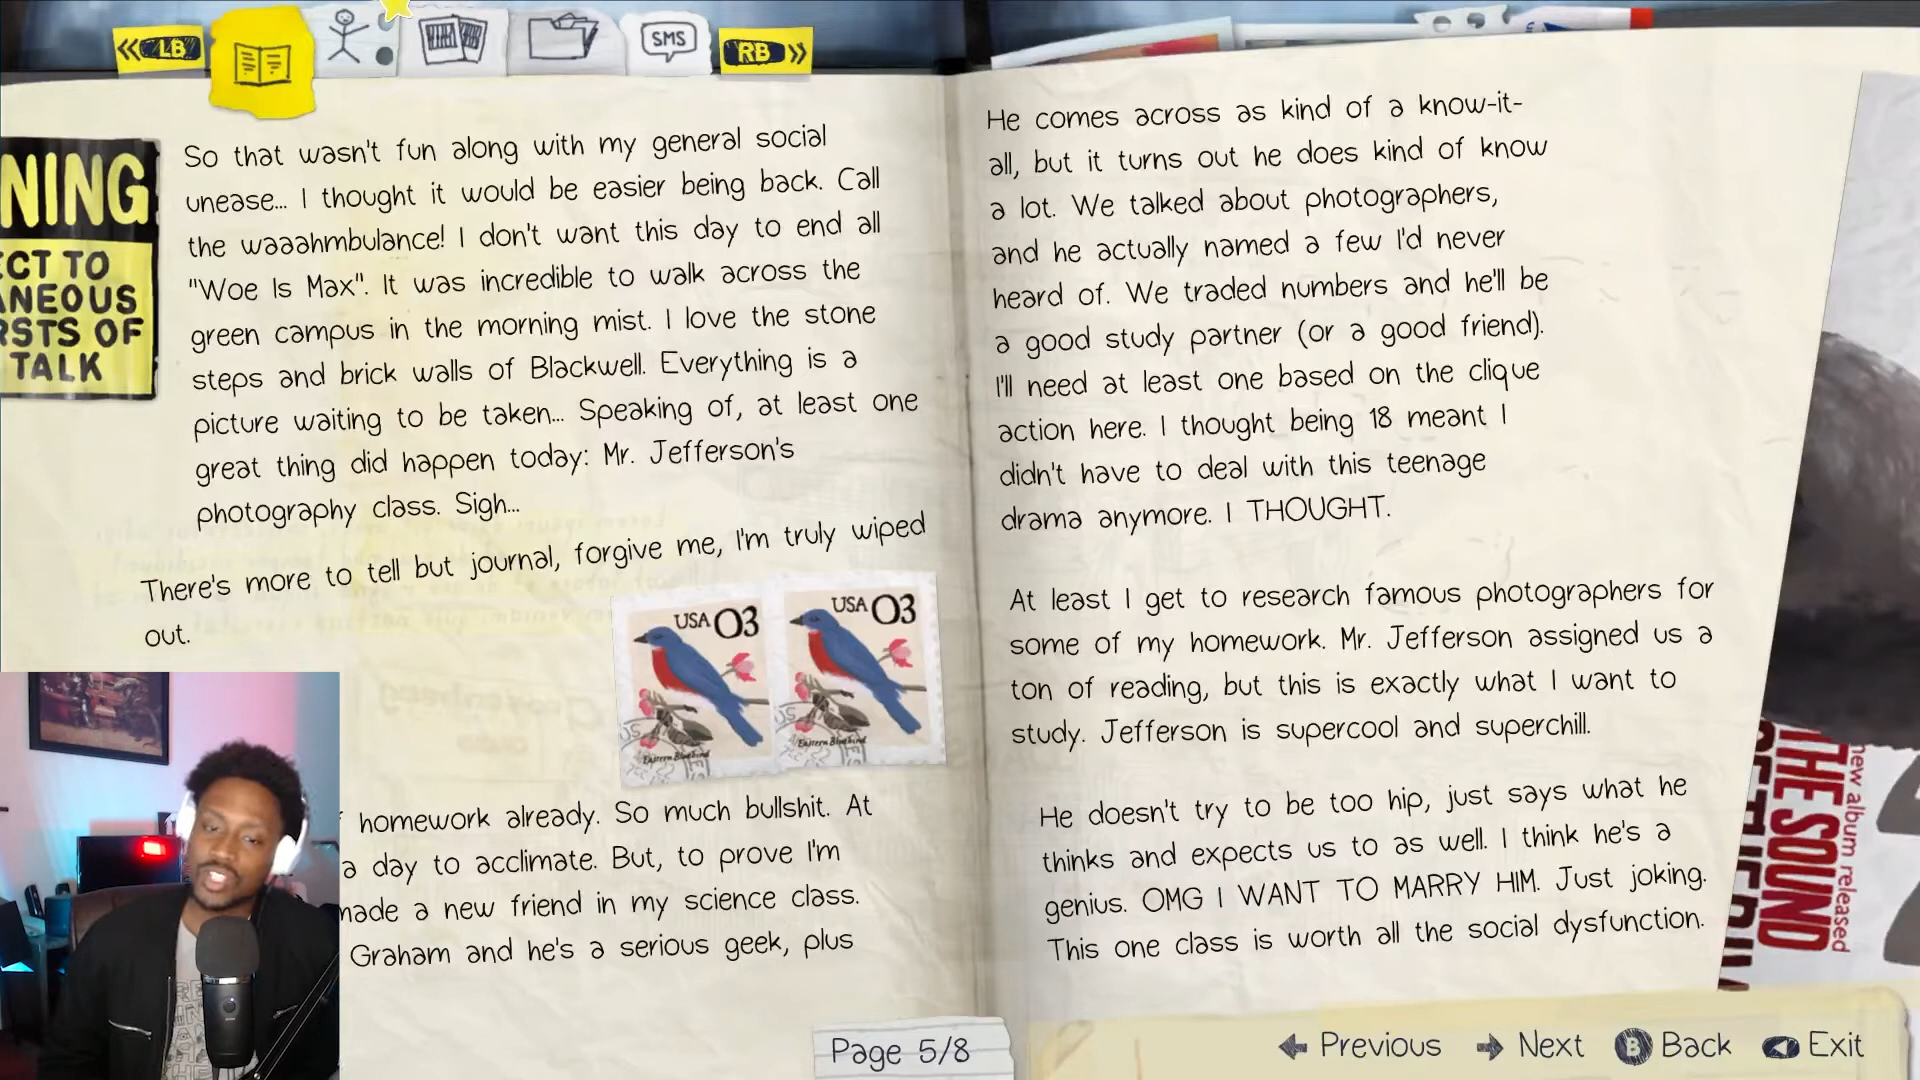 LB
SMS
RB
NING
ECT TO
ANEOUS
RSTS OF
TALK
So that wasn't fun along with my general social
unease... I thought it would be easier being back. Call
the waaahmbulance! I don't want this day to end all
"Woe Is Max". It was incredible to walk across the
green campus in the morning mist. I love the stone
steps and brick walls of Blackwell. Everything is a
picture waiting to be taken... Speaking of, at least one
great thing did happen today: Mr. Jefferson's
photography class. Sigh...
There's more to tell but journal, forgive me, I'm truly wiped
out.
USA 03
Eastern Bluebird
USA 03
Eastern Bluebird
homework already. So much bullshit. At
a day to acclimate. But, to prove I'm
made a new friend in my science class.
Graham and he's a serious geek, plus
He comes across as kind of a know-it-
all, but it turns out he does kind of know
a lot. We talked about photographers,
and he actually named a few I'd never
heard of. We traded numbers and he'll be
a good study partner (or a good friend).
I'll need at least one based on the clique
action here. I thought being 18 meant I
didn't have to deal with this teenage
drama anymore. I THOUGHT.
At least I get to research famous photographers for
some of my homework. Mr. Jefferson assigned us a
ton of reading, but this is exactly what I want to
study. Jefferson is supercool and superchill.
He doesn't try to be too hip, just says what he
thinks and expects us to as well. I think he's a
genius. OMG I WANT TO MARRY HIM. Just joking.
This one class is worth all the social dysfunction.
new album released
THE SOUND
Page 5/8
Previous
Next
B Back
Exit